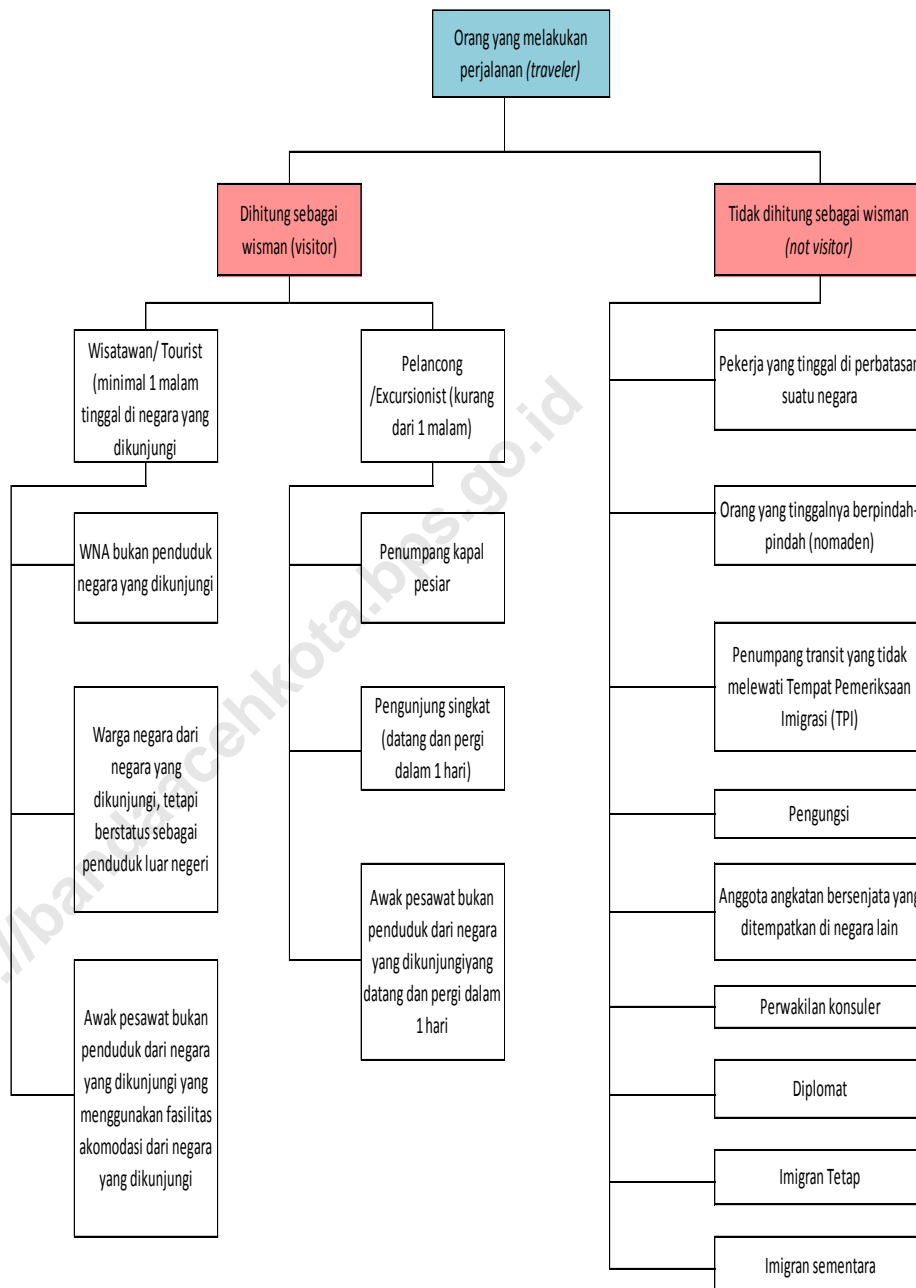 Orang yang melakukan
perjalanan (traveler)
Dihitung sebagai
wisman (visitor)
Tidak dihitung sebagai wisman
(not visitor)
Wisatawan/ Tourist
(minimal 1 malam
tinggal di negara yang
dikunjungi
Pelancong
/Excursionist (kurang
dari 1 malam)
WNA bukan penduduk
negara yang dikunjungi
Warga negara dari
negara yang
dikunjungi, tetapi
berstatus sebagai
penduduk luar negeri
Awak pesawat bukan
penduduk dari negara
yang dikunjungi yang
menggunakan fasilitas
akomodasi dari negara
yang dikunjungi
Penumpang kapal
pesiar
Pengunjung singkat
(datang dan pergi
dalam 1 hari)
Awak pesawat bukan
penduduk dari negara
yang dikunjungiyang
datang dan pergi dalam
1 hari
Pekerja yang tinggal di perbatasan
suatu negara
Orang yang tinggalnya berpindah-
pindah (nomaden)
Penumpang transit yang tidak
melewati Tempat Pemeriksaan
Imigrasi (TPI)
Pengungsi
Anggota angkatan bersenjata yang
ditempatkan di negara lain
Perwakilan konsuler
Diplomat
Imigran Tetap
Imigran sementara
://bandaacehkota.bps.go.id